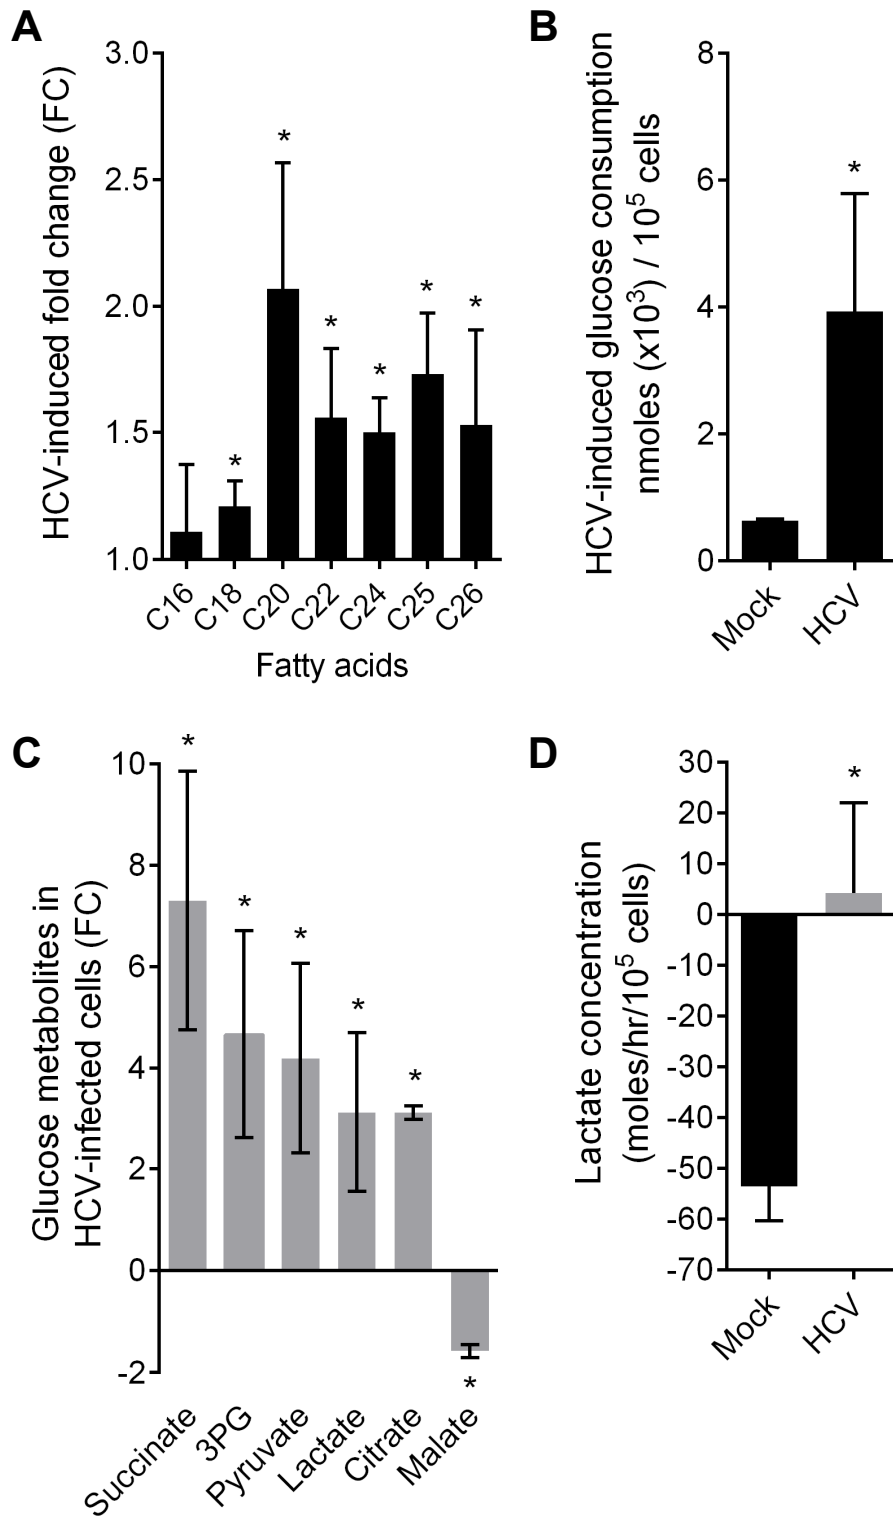 A
HCV-induced fold change (FC)
3.0
2.5
2.0
1.5
1.0
*
*
*
*
*
*
C16
C18
C20
C22
C24
C25
C26
Fatty acids
B
HCV-induced glucose consumption
nmoles (x10³) / 10⁵ cells
8
6
4
2
0
*
Mock
HCV
C
Glucose metabolites in
HCV-infected cells (FC)
10
8
6
4
2
0
-2
*
*
*
*
*
*
Succinate
3PG
Pyruvate
Lactate
Citrate
Malate
D
Lactate concentration
(moles/hr/10⁵ cells)
30
20
10
0
-10
-20
-30
-40
-50
-60
-70
*
Mock
HCV